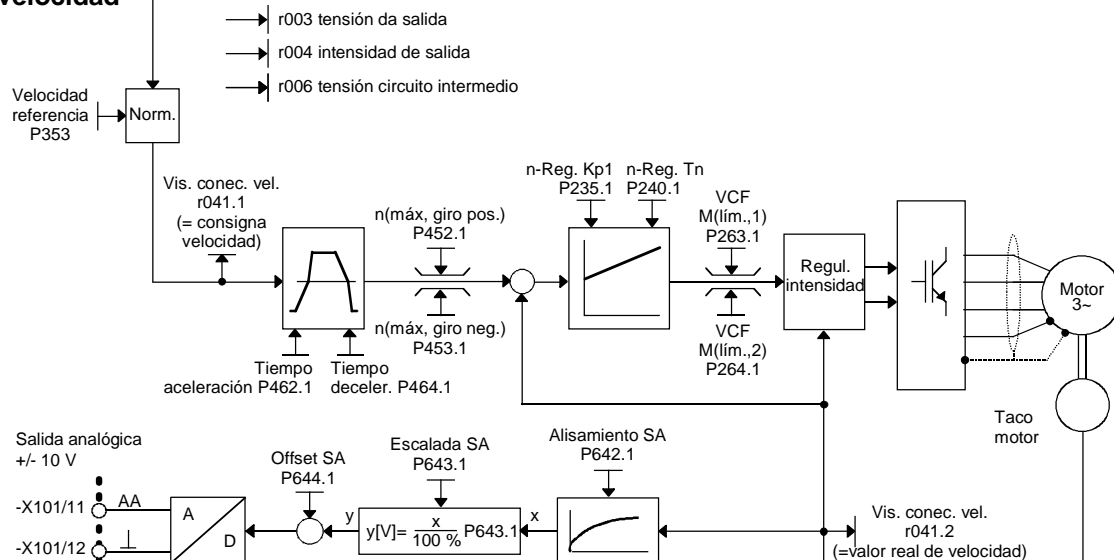 velocidad
r003 tensión da salida
r004 intensidad de salida
r006 tensión circuito intermedio
Velocidad
referencia
P353
Norm.
Vis. conec. vel.
r041.1
(= consigna
velocidad)
n(máx, giro pos.)
P452.1
n(máx, giro neg.)
P453.1
Tiempo
aceleración P462.1
Tiempo
deceler. P464.1
n-Reg. Kp1
P235.1
n-Reg. Tn
P240.1
VCF
M(lím.,1)
P263.1
VCF
M(lím.,2)
P264.1
Regul.
intensidad
Motor
3~
Taco
motor
Salida analógica
+/- 10 V
-X101/11
AA
-X101/12
A
D
Offset SA
P644.1
y
Escalada SA
P643.1
y[V]= x/100 % P643.1
x
Alisamiento SA
P642.1
Vis. conec. vel.
r041.2
(=valor real de velocidad)